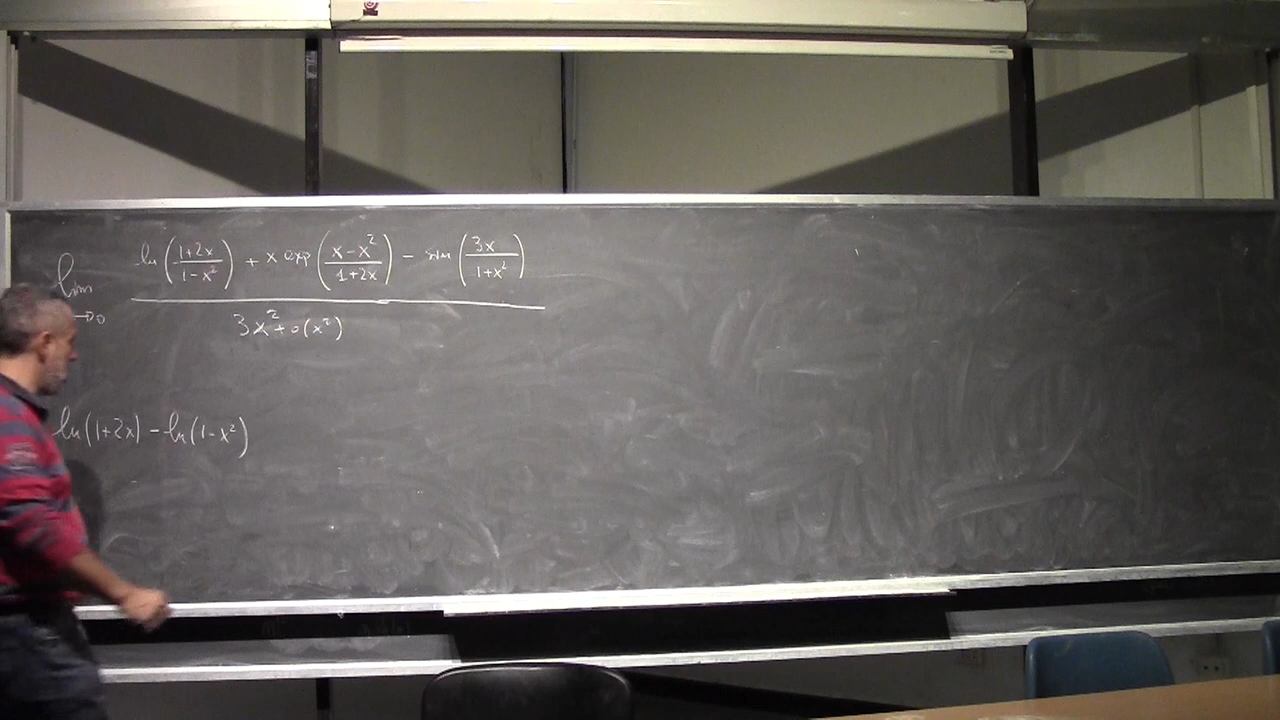 lim →0 ln((1+2x)/(1-x²)) + x exp((x-x²)/(1+2x)) - sin((3x)/(1+x²))
3x²+o(x²)
ln(1+2x) - ln(1-x²)